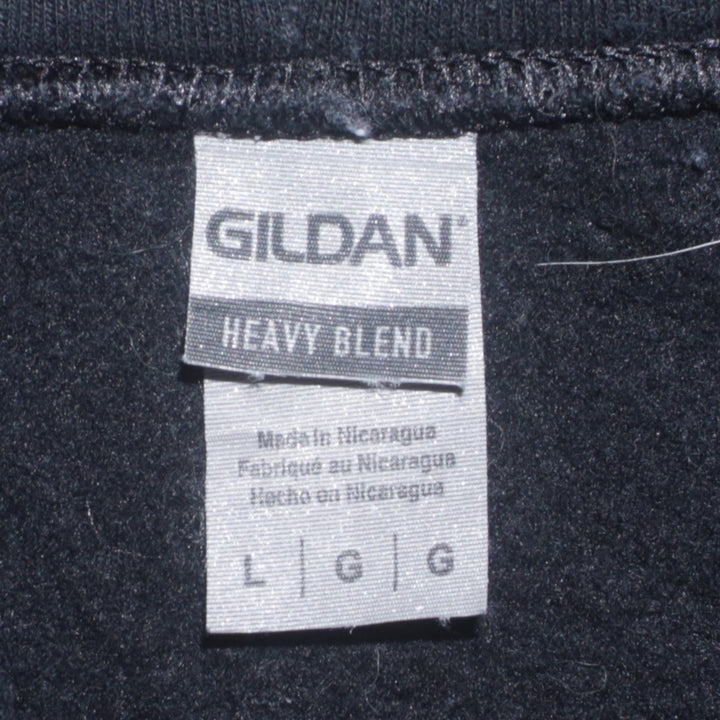 GILDAN®
HEAVY BLEND
Made in Nicaragua
Fabriqué au Nicaragua
Hecho en Nicaragua
L | G | G